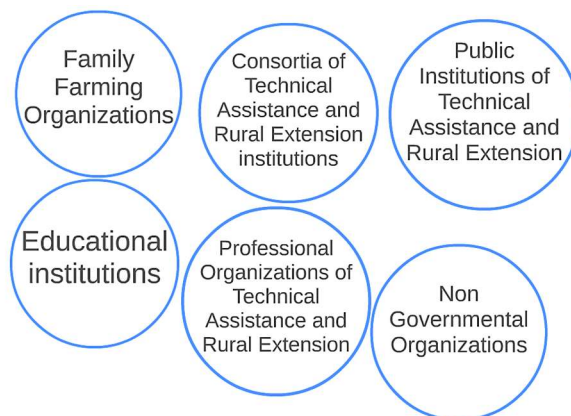 Family
Farming
Organizations
Consortia of
Technical
Assistance and
Rural Extension
institutions
Public
Institutions of
Technical
Assistance and
Rural Extension
Educational
institutions
Professional
Organizations of
Technical
Assistance and
Rural Extension
Non
Governmental
Organizations